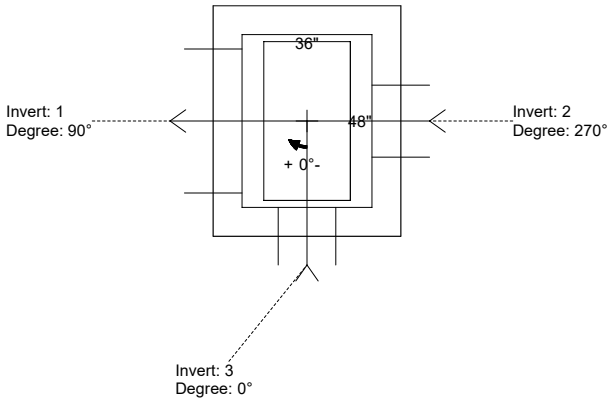 36"
Invert: 1
Degree: 90°
48"
Invert: 2
Degree: 270°
+ 0°-
Invert: 3
Degree: 0°